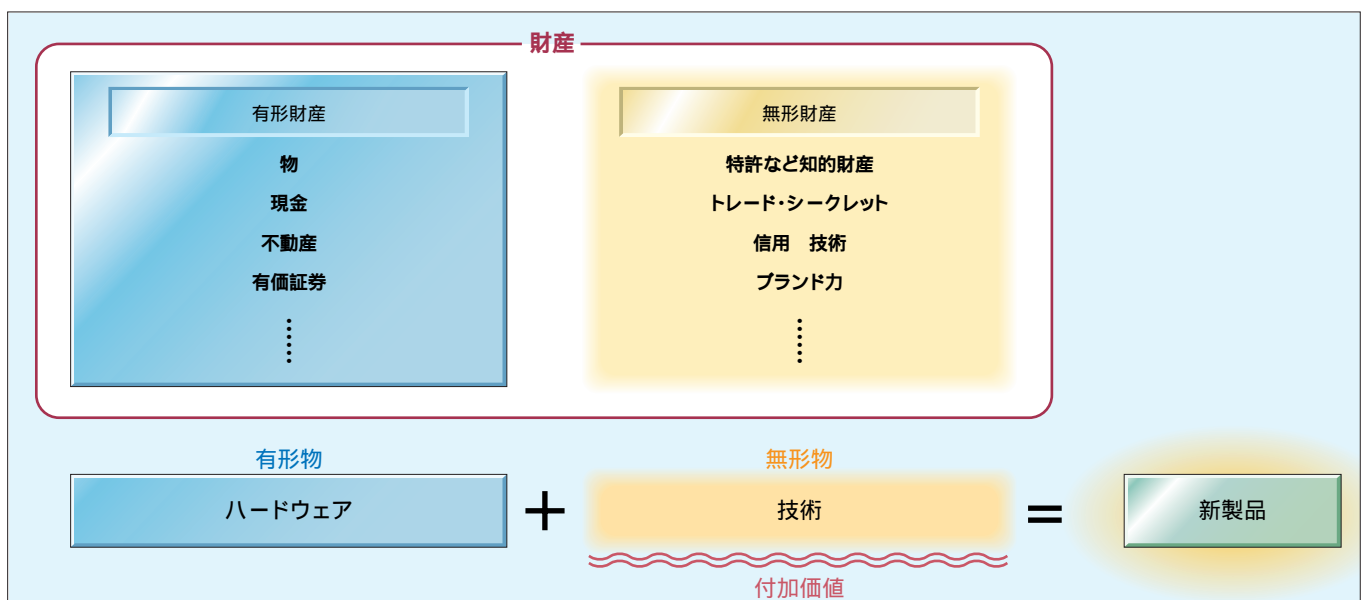 財産
有形財産
物
現金
不動産
有価証券
⋮
無形財産
特許など知的財産
トレード・シークレット
信用　技術
ブランド力
⋮
有形物
ハードウェア
＋
無形物
技術
付加価値
＝
新製品